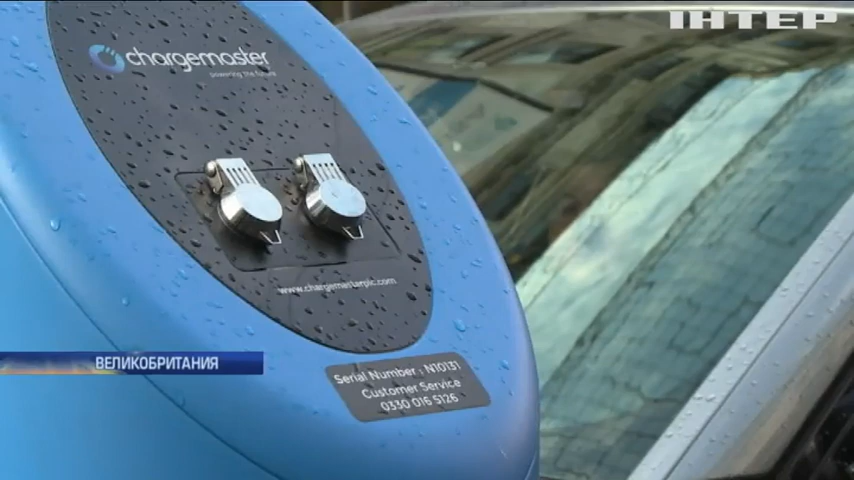 ІНТЕР
chargemaster
powering the future
www.chargemasterplc.com
ВЕЛИКОБРИТАНИЯ
Serial Number : N10131
Customer Service
0330 016 5126